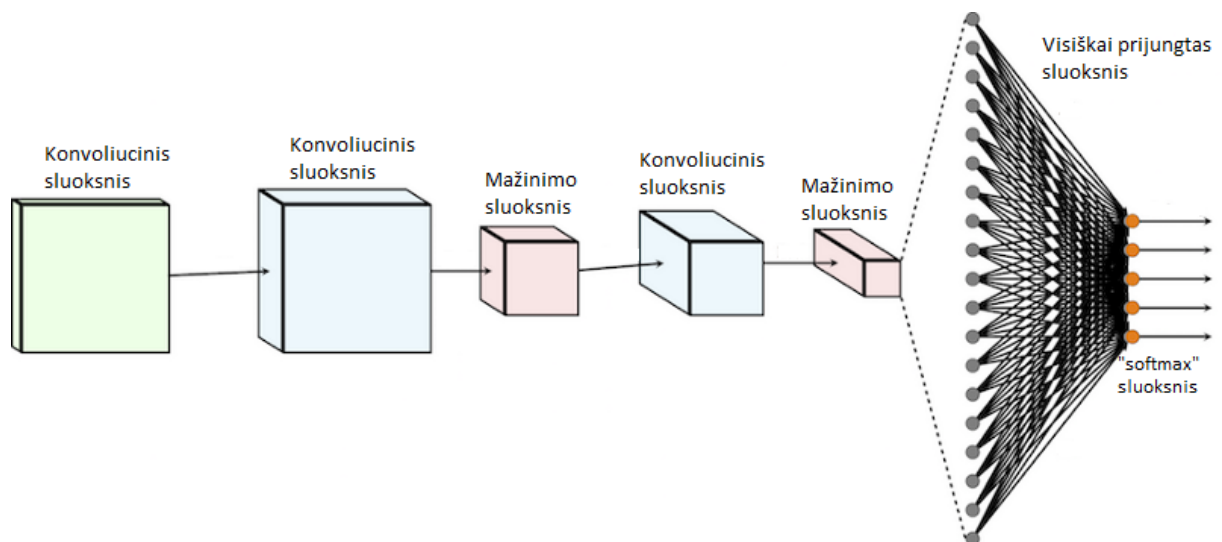 Konvoliucinis
sluoksnis
Konvoliucinis
sluoksnis
Mažinimo
sluoksnis
Konvoliucinis
sluoksnis
Mažinimo
sluoksnis
Visiškai prijungtas
sluoksnis
"softmax"
sluoksnis